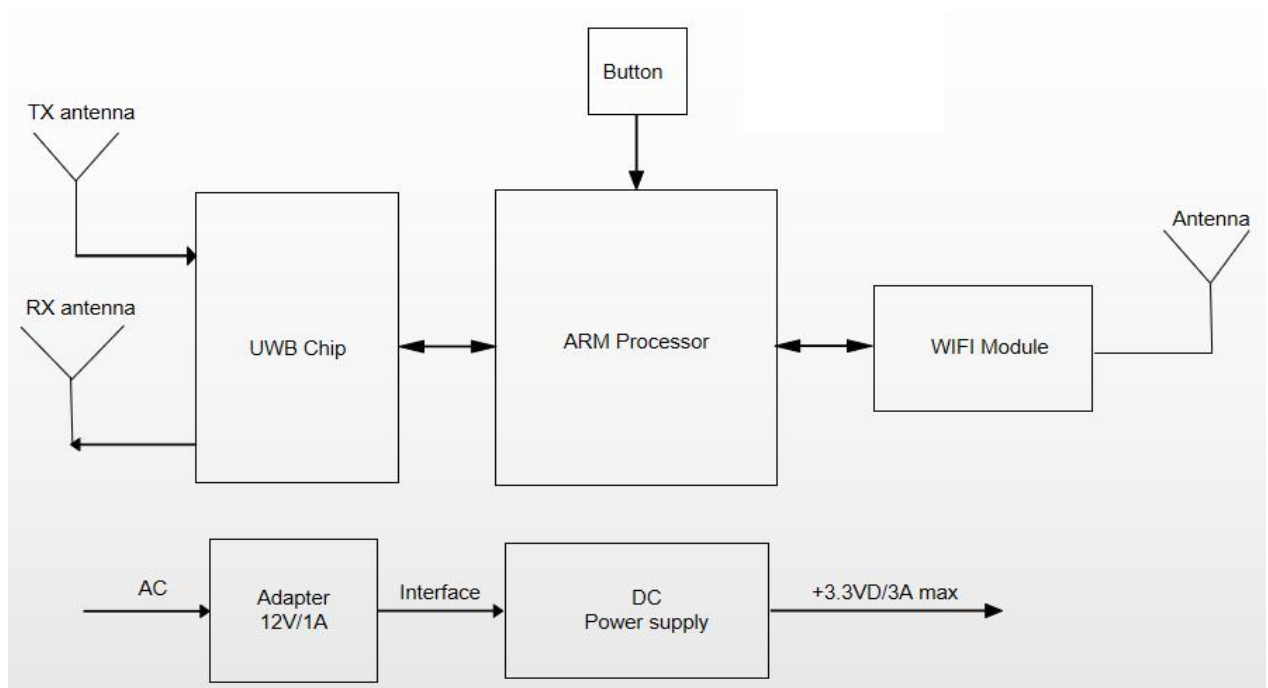 Button
TX antenna
Antenna
RX antenna
UWB Chip
ARM Processor
WIFI Module
AC
Adapter
12V/1A
Interface
DC
Power supply
+3.3VD/3A max